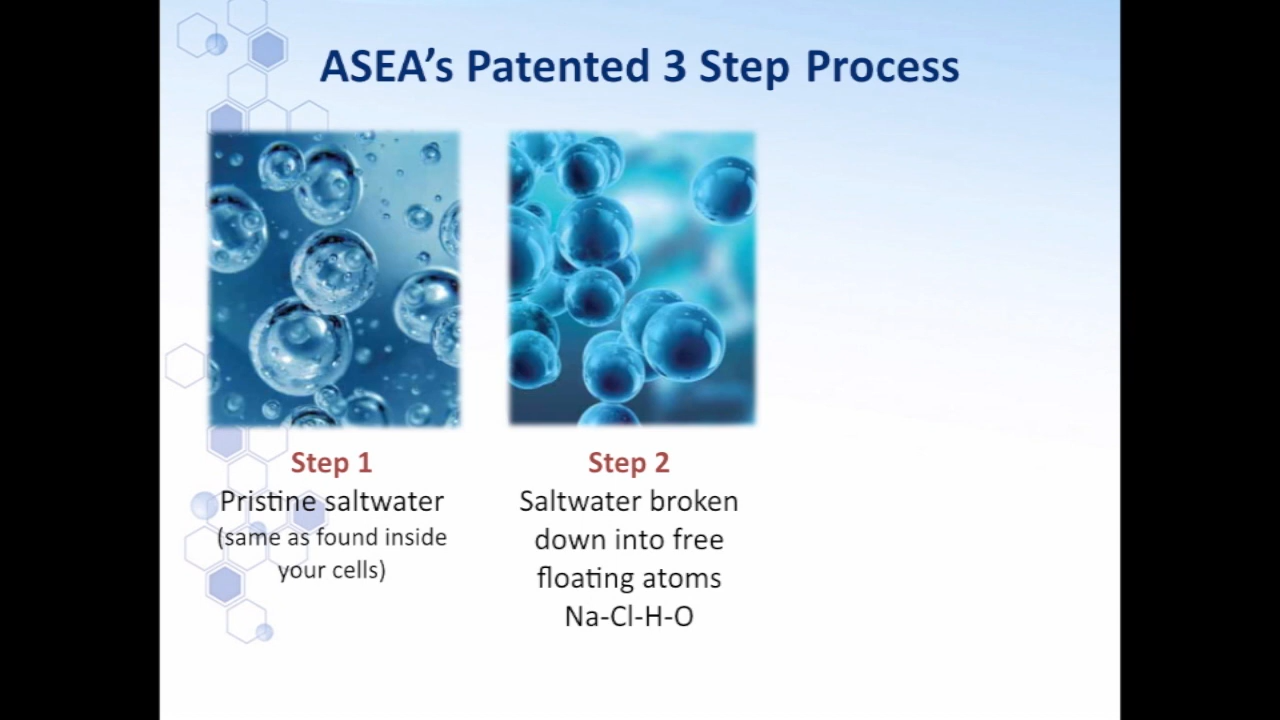 ASEA’s Patented 3 Step Process
Step 1
Pristine saltwater
(same as found inside
your cells)
Step 2
Saltwater broken
down into free
floating atoms
Na-Cl-H-O